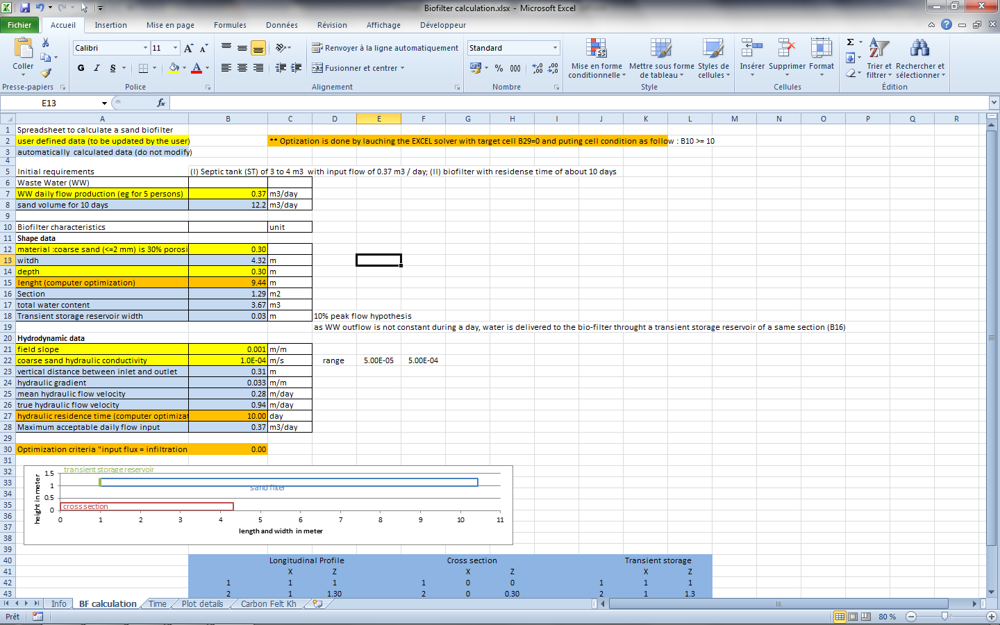 Biofilter calculation.xlsx - Microsoft Excel
Fichier Accueil Insertion Mise en page Formules Données Révision Affichage Développeur
Coller
Presse-papiers
Calibri 11
G I S
Police
Renvoyer à la ligne automatiquement
Fusionner et centrer
Alignement
Standard
% 000
Nombre
Mise en forme conditionnelle
Mettre sous forme de tableau
Styles de cellules
Style
Insérer Supprimer Format
Cellules
Trier et filtrer
Rechercher et sélectionner
Édition
E13 fx
A B C D E F G H I J K L M N O P Q R
1 Spreadsheet to calculate a sand biofilter
2 user defined data (to be updated by the user) ** Optization is done by lauching the EXCEL solver with target cell B29=0 and puting cell condition as follow : B10 >= 10
3 automatically calculated data (do not modify)
4
5 Initial requirements (I) Septic tank (ST) of 3 to 4 m3 with input flow of 0.37 m3 / day; (II) biofilter with residense time of about 10 days
6 Waste Water (WW)
7 WW daily flow production (eg for 5 persons) 0.37 m3/day
8 sand volume for 10 days 12.2 m3/day
9
10 Biofilter characteristics unit
11 Shape data
12 material :coarse sand (<=2 mm) is 30% porosi 0.30
13 witdh 4.32 m
14 depth 0.30 m
15 lenght (computer optimization) 9.44 m
16 Section 1.29 m2
17 total water content 3.67 m3
18 Transient storage reservoir width 0.03 m 10% peak flow hypothesis
19 as WW outflow is not constant during a day, water is delivered to the bio-filter throught a transient storage reservoir of a same section (B16)
20 Hydrodynamic data
21 field slope 0.001 m/m
22 coarse sand hydraulic conductivity 1.0E-04 m/s range 5.00E-05 5.00E-04
23 vertical distance between inlet and outlet 0.31 m
24 hydraulic gradient 0.033 m/m
25 mean hydraulic flow velocity 0.28 m/day
26 true hydraulic flow velocity 0.94 m/day
27 hydraulic residence time (computer optimizat 10.00 day
28 Maximum acceptable daily flow input 0.37 m3/day
29
30 Optimization criteria "input flux = infiltration 0.00
31
32
33
34
35
36
37
38
39
transient storage reservoir
sand filter
cross section
height in meter
1.5
1
0.5
0
0 1 2 3 4 5 6 7 8 9 10 11
length and width in meter
40 Longitudinal Profile Cross section Transient storage
41 X Z X Z X Z
42 1 1 1 1 0 0 1 1 1
43 2 1 1.30 2 0 0.30 2 1 1.3
Info BF calculation Time Plot details Carbon Felt Kh
Prêt 80 %